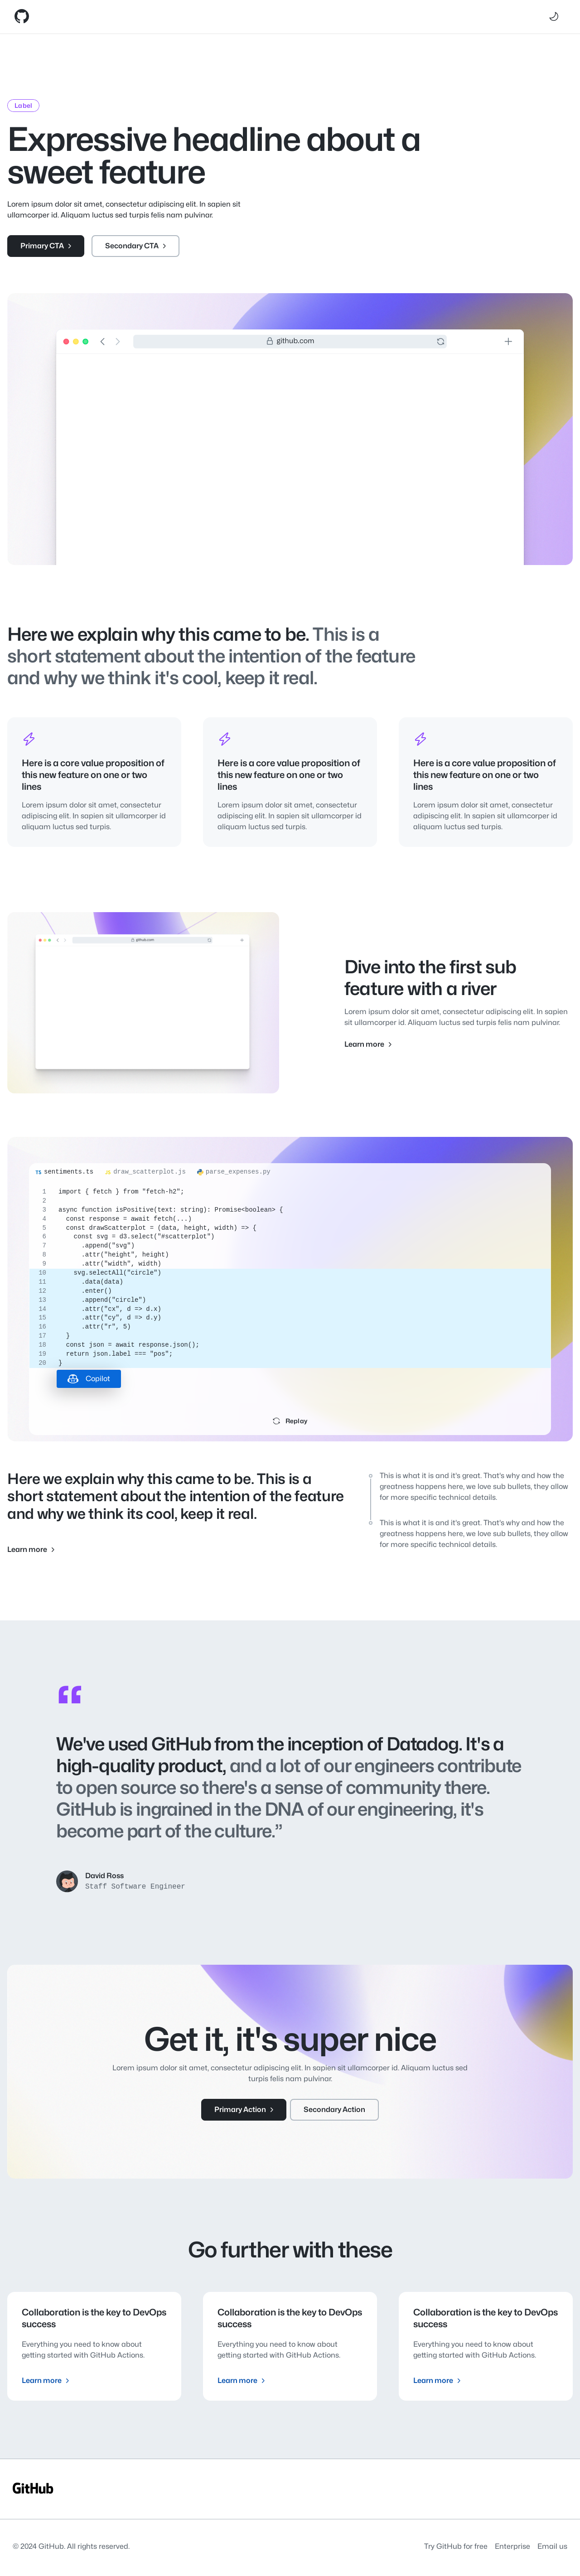 Label
Expressive headline about a
sweet feature
Lorem ipsum dolor sit amet, consectetur adipiscing elit. In sapien sit
ullamcorper id. Aliquam luctus sed turpis felis nam pulvinar.
Primary CTA
Secondary CTA
github.com
Here we explain why this came to be. This is a
short statement about the intention of the feature
and why we think it's cool, keep it real.
Here is a core value proposition of
this new feature on one or two
lines
Lorem ipsum dolor sit amet, consectetur
adipiscing elit. In sapien sit ullamcorper id
aliquam luctus sed turpis.
Here is a core value proposition of
this new feature on one or two
lines
Lorem ipsum dolor sit amet, consectetur
adipiscing elit. In sapien sit ullamcorper id
aliquam luctus sed turpis.
Here is a core value proposition of
this new feature on one or two
lines
Lorem ipsum dolor sit amet, consectetur
adipiscing elit. In sapien sit ullamcorper id
aliquam luctus sed turpis.
github.com
Dive into the first sub
feature with a river
Lorem ipsum dolor sit amet, consectetur adipiscing elit. In sapien
sit ullamcorper id. Aliquam luctus sed turpis felis nam pulvinar.
Learn more
TS sentiments.ts
draw_scatterplot.js
parse_expenses.py
1 import { fetch } from "fetch-h2";
2
3 async function isPositive(text: string): Promise<boolean> {
4 const response = await fetch(...)
5 const drawScatterplot = (data, height, width) => {
6 const svg = d3.select("#scatterplot")
7 .append("svg")
8 .attr("height", height)
9 .attr("width", width)
10 svg.selectAll("circle")
11 .data(data)
12 .enter()
13 .append("circle")
14 .attr("cx", d => d.x)
15 .attr("cy", d => d.y)
16 .attr("r", 5)
17 }
18 const json = await response.json();
19 return json.label === "pos";
20 }
Copilot
Replay
Here we explain why this came to be. This is a
short statement about the intention of the feature
and why we think its cool, keep it real.
Learn more
This is what it is and it's great. That's why and how the
greatness happens here, we love sub bullets, they allow
for more specific technical details.
This is what it is and it's great. That's why and how the
greatness happens here, we love sub bullets, they allow
for more specific technical details.
We've used GitHub from the inception of Datadog. It's a
high-quality product, and a lot of our engineers contribute
to open source so there's a sense of community there.
GitHub is ingrained in the DNA of our engineering, it's
become part of the culture.”
David Ross
Staff Software Engineer
Get it, it's super nice
Lorem ipsum dolor sit amet, consectetur adipiscing elit. In sapien sit ullamcorper id. Aliquam luctus sed
turpis felis nam pulvinar.
Primary Action
Secondary Action
Go further with these
Collaboration is the key to DevOps
success
Everything you need to know about
getting started with GitHub Actions.
Learn more
Collaboration is the key to DevOps
success
Everything you need to know about
getting started with GitHub Actions.
Learn more
Collaboration is the key to DevOps
success
Everything you need to know about
getting started with GitHub Actions.
Learn more
GitHub
© 2024 GitHub. All rights reserved.
Try GitHub for free
Enterprise
Email us